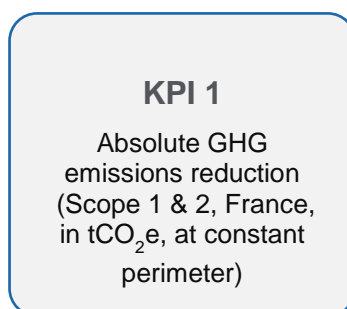 KPI 1
Absolute GHG
emissions reduction
(Scope 1 & 2, France,
in tCO₂e, at constant
perimeter)